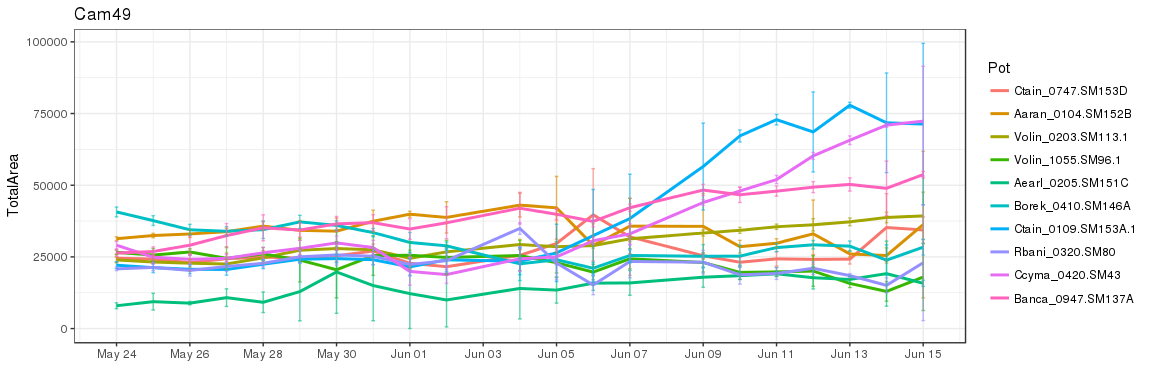 Cam49
TotalArea
100000
75000
50000
25000
0
May 24 May 26 May 28 May 30 Jun 01 Jun 03 Jun 05 Jun 07 Jun 09 Jun 11 Jun 13 Jun 15
Pot
Ctain_0747.SM153D
Aaran_0104.SM152B
Volin_0203.SM113.1
Volin_1055.SM96.1
Aearl_0205.SM151C
Borek_0410.SM146A
Ctain_0109.SM153A.1
Rbani_0320.SM80
Ccyma_0420.SM43
Banca_0947.SM137A